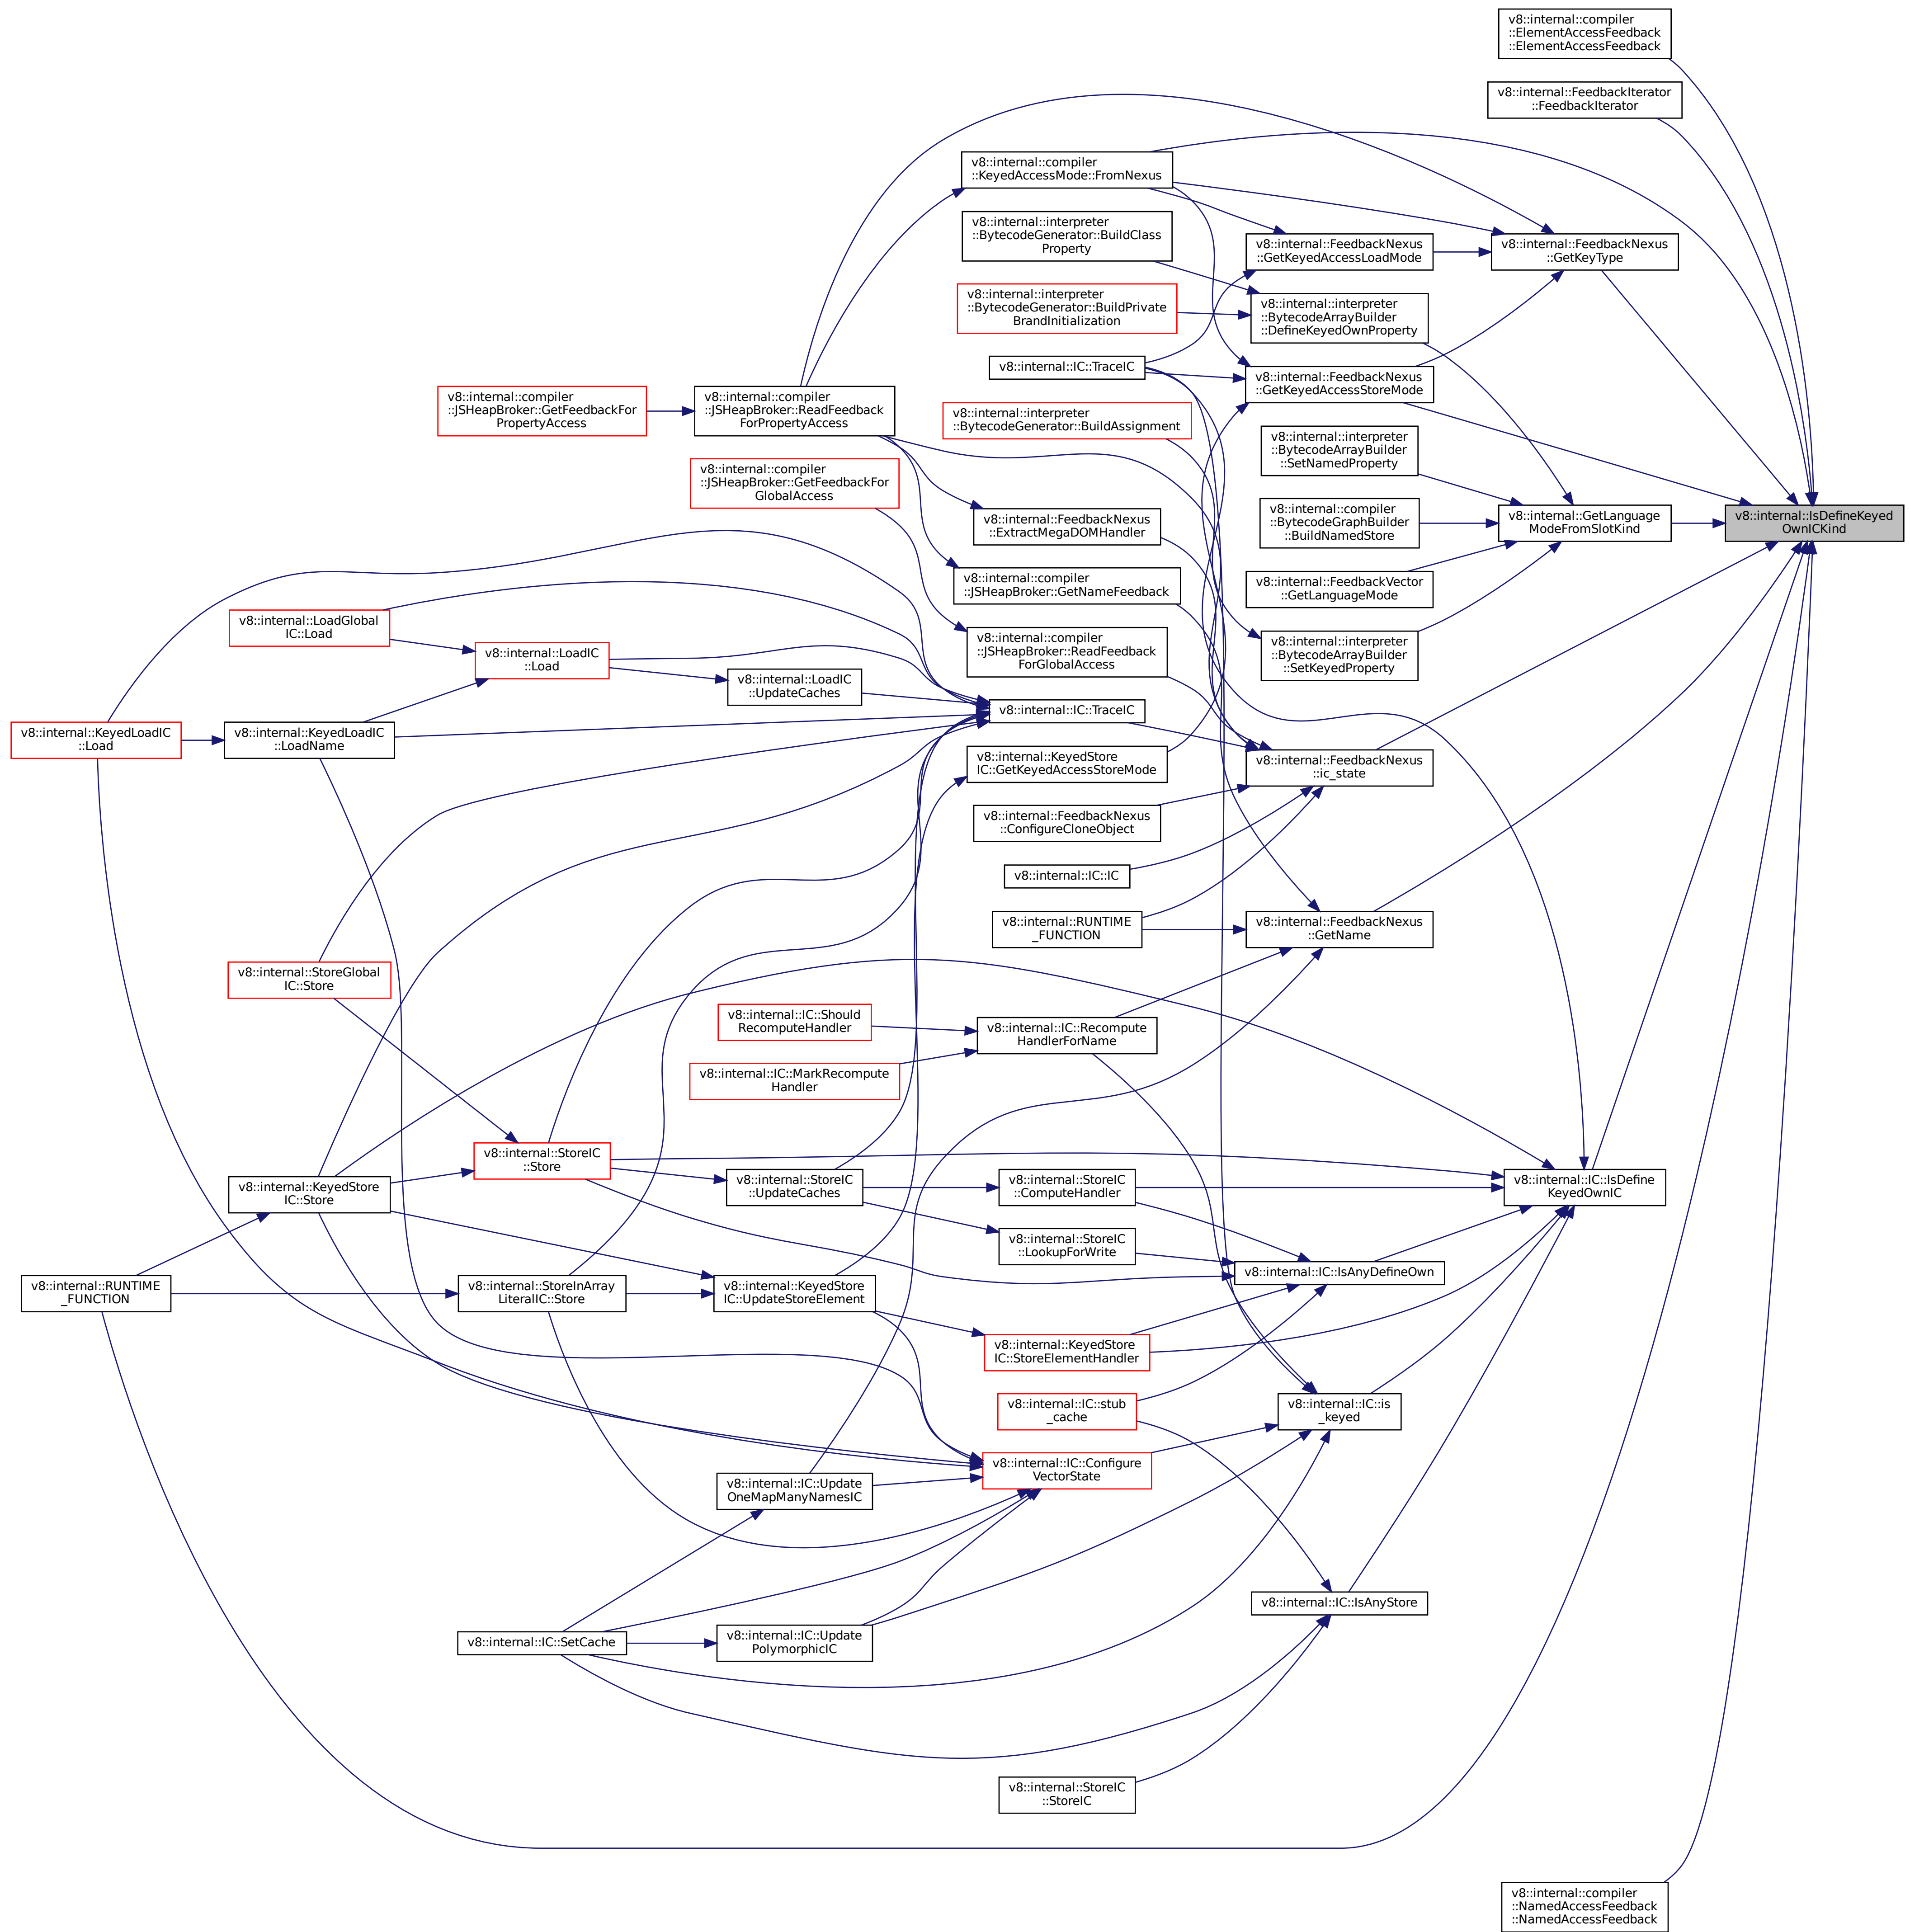 v8::internal::compiler
::ElementAccessFeedback
::ElementAccessFeedback
v8::internal::FeedbackIterator
::FeedbackIterator
v8::internal::compiler
::KeyedAccessMode::FromNexus
v8::internal::interpreter
::BytecodeGenerator::BuildClass
Property
v8::internal::FeedbackNexus
::GetKeyedAccessLoadMode
v8::internal::FeedbackNexus
::GetKeyType
v8::internal::interpreter
::BytecodeGenerator::BuildPrivate
BrandInitialization
v8::internal::interpreter
::BytecodeArrayBuilder
::DefineKeyedOwnProperty
v8::internal::IC::TraceIC
v8::internal::FeedbackNexus
::GetKeyedAccessStoreMode
v8::internal::compiler
::JSHeapBroker::GetFeedbackFor
PropertyAccess
v8::internal::compiler
::JSHeapBroker::ReadFeedback
ForPropertyAccess
v8::internal::interpreter
::BytecodeGenerator::BuildAssignment
v8::internal::interpreter
::BytecodeArrayBuilder
::SetNamedProperty
v8::internal::compiler
::JSHeapBroker::GetFeedbackFor
GlobalAccess
v8::internal::FeedbackNexus
::ExtractMegaDOMHandler
v8::internal::compiler
::BytecodeGraphBuilder
::BuildNamedStore
v8::internal::GetLanguage
ModeFromSlotKind
v8::internal::IsDefineKeyed
OwnICKind
v8::internal::compiler
::JSHeapBroker::GetNameFeedback
v8::internal::FeedbackVector
::GetLanguageMode
v8::internal::LoadGlobal
IC::Load
v8::internal::LoadIC
::Load
v8::internal::compiler
::JSHeapBroker::ReadFeedback
ForGlobalAccess
v8::internal::interpreter
::BytecodeArrayBuilder
::SetKeyedProperty
v8::internal::LoadIC
::UpdateCaches
v8::internal::IC::TraceIC
v8::internal::KeyedLoadIC
::Load
v8::internal::KeyedLoadIC
::LoadName
v8::internal::KeyedStore
IC::GetKeyedAccessStoreMode
v8::internal::FeedbackNexus
::ic_state
v8::internal::FeedbackNexus
::ConfigureCloneObject
v8::internal::IC::IC
v8::internal::RUNTIME
_FUNCTION
v8::internal::FeedbackNexus
::GetName
v8::internal::StoreGlobal
IC::Store
v8::internal::IC::Should
RecomputeHandler
v8::internal::IC::Recompute
HandlerForName
v8::internal::IC::MarkRecompute
Handler
v8::internal::StoreIC
::Store
v8::internal::KeyedStore
IC::Store
v8::internal::StoreIC
::UpdateCaches
v8::internal::StoreIC
::ComputeHandler
v8::internal::IC::IsDefine
KeyedOwnIC
v8::internal::StoreIC
::LookupForWrite
v8::internal::IC::IsAnyDefineOwn
v8::internal::RUNTIME
_FUNCTION
v8::internal::StoreInArray
LiteralIC::Store
v8::internal::KeyedStore
IC::UpdateStoreElement
v8::internal::KeyedStore
IC::StoreElementHandler
v8::internal::IC::stub
_cache
v8::internal::IC::is
_keyed
v8::internal::IC::Configure
VectorState
v8::internal::IC::Update
OneMapManyNamesIC
v8::internal::IC::IsAnyStore
v8::internal::IC::SetCache
v8::internal::IC::Update
PolymorphicIC
v8::internal::StoreIC
::StoreIC
v8::internal::compiler
::NamedAccessFeedback
::NamedAccessFeedback